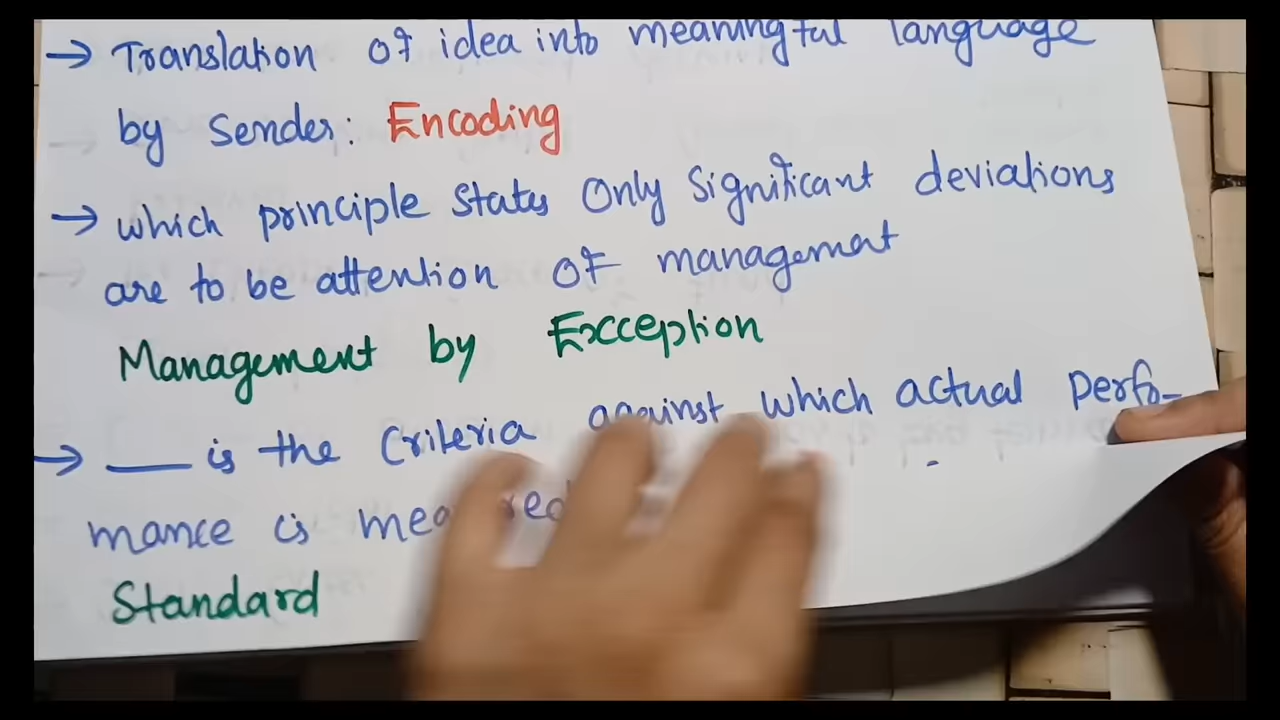 → Translation of idea into meaningful language
by Sender: Encoding
→ which principle states Only Significant deviations
are to be attention of management
Management by Exception
→ ___ is the Criteria against which actual perfo-
mance is measured
Standard